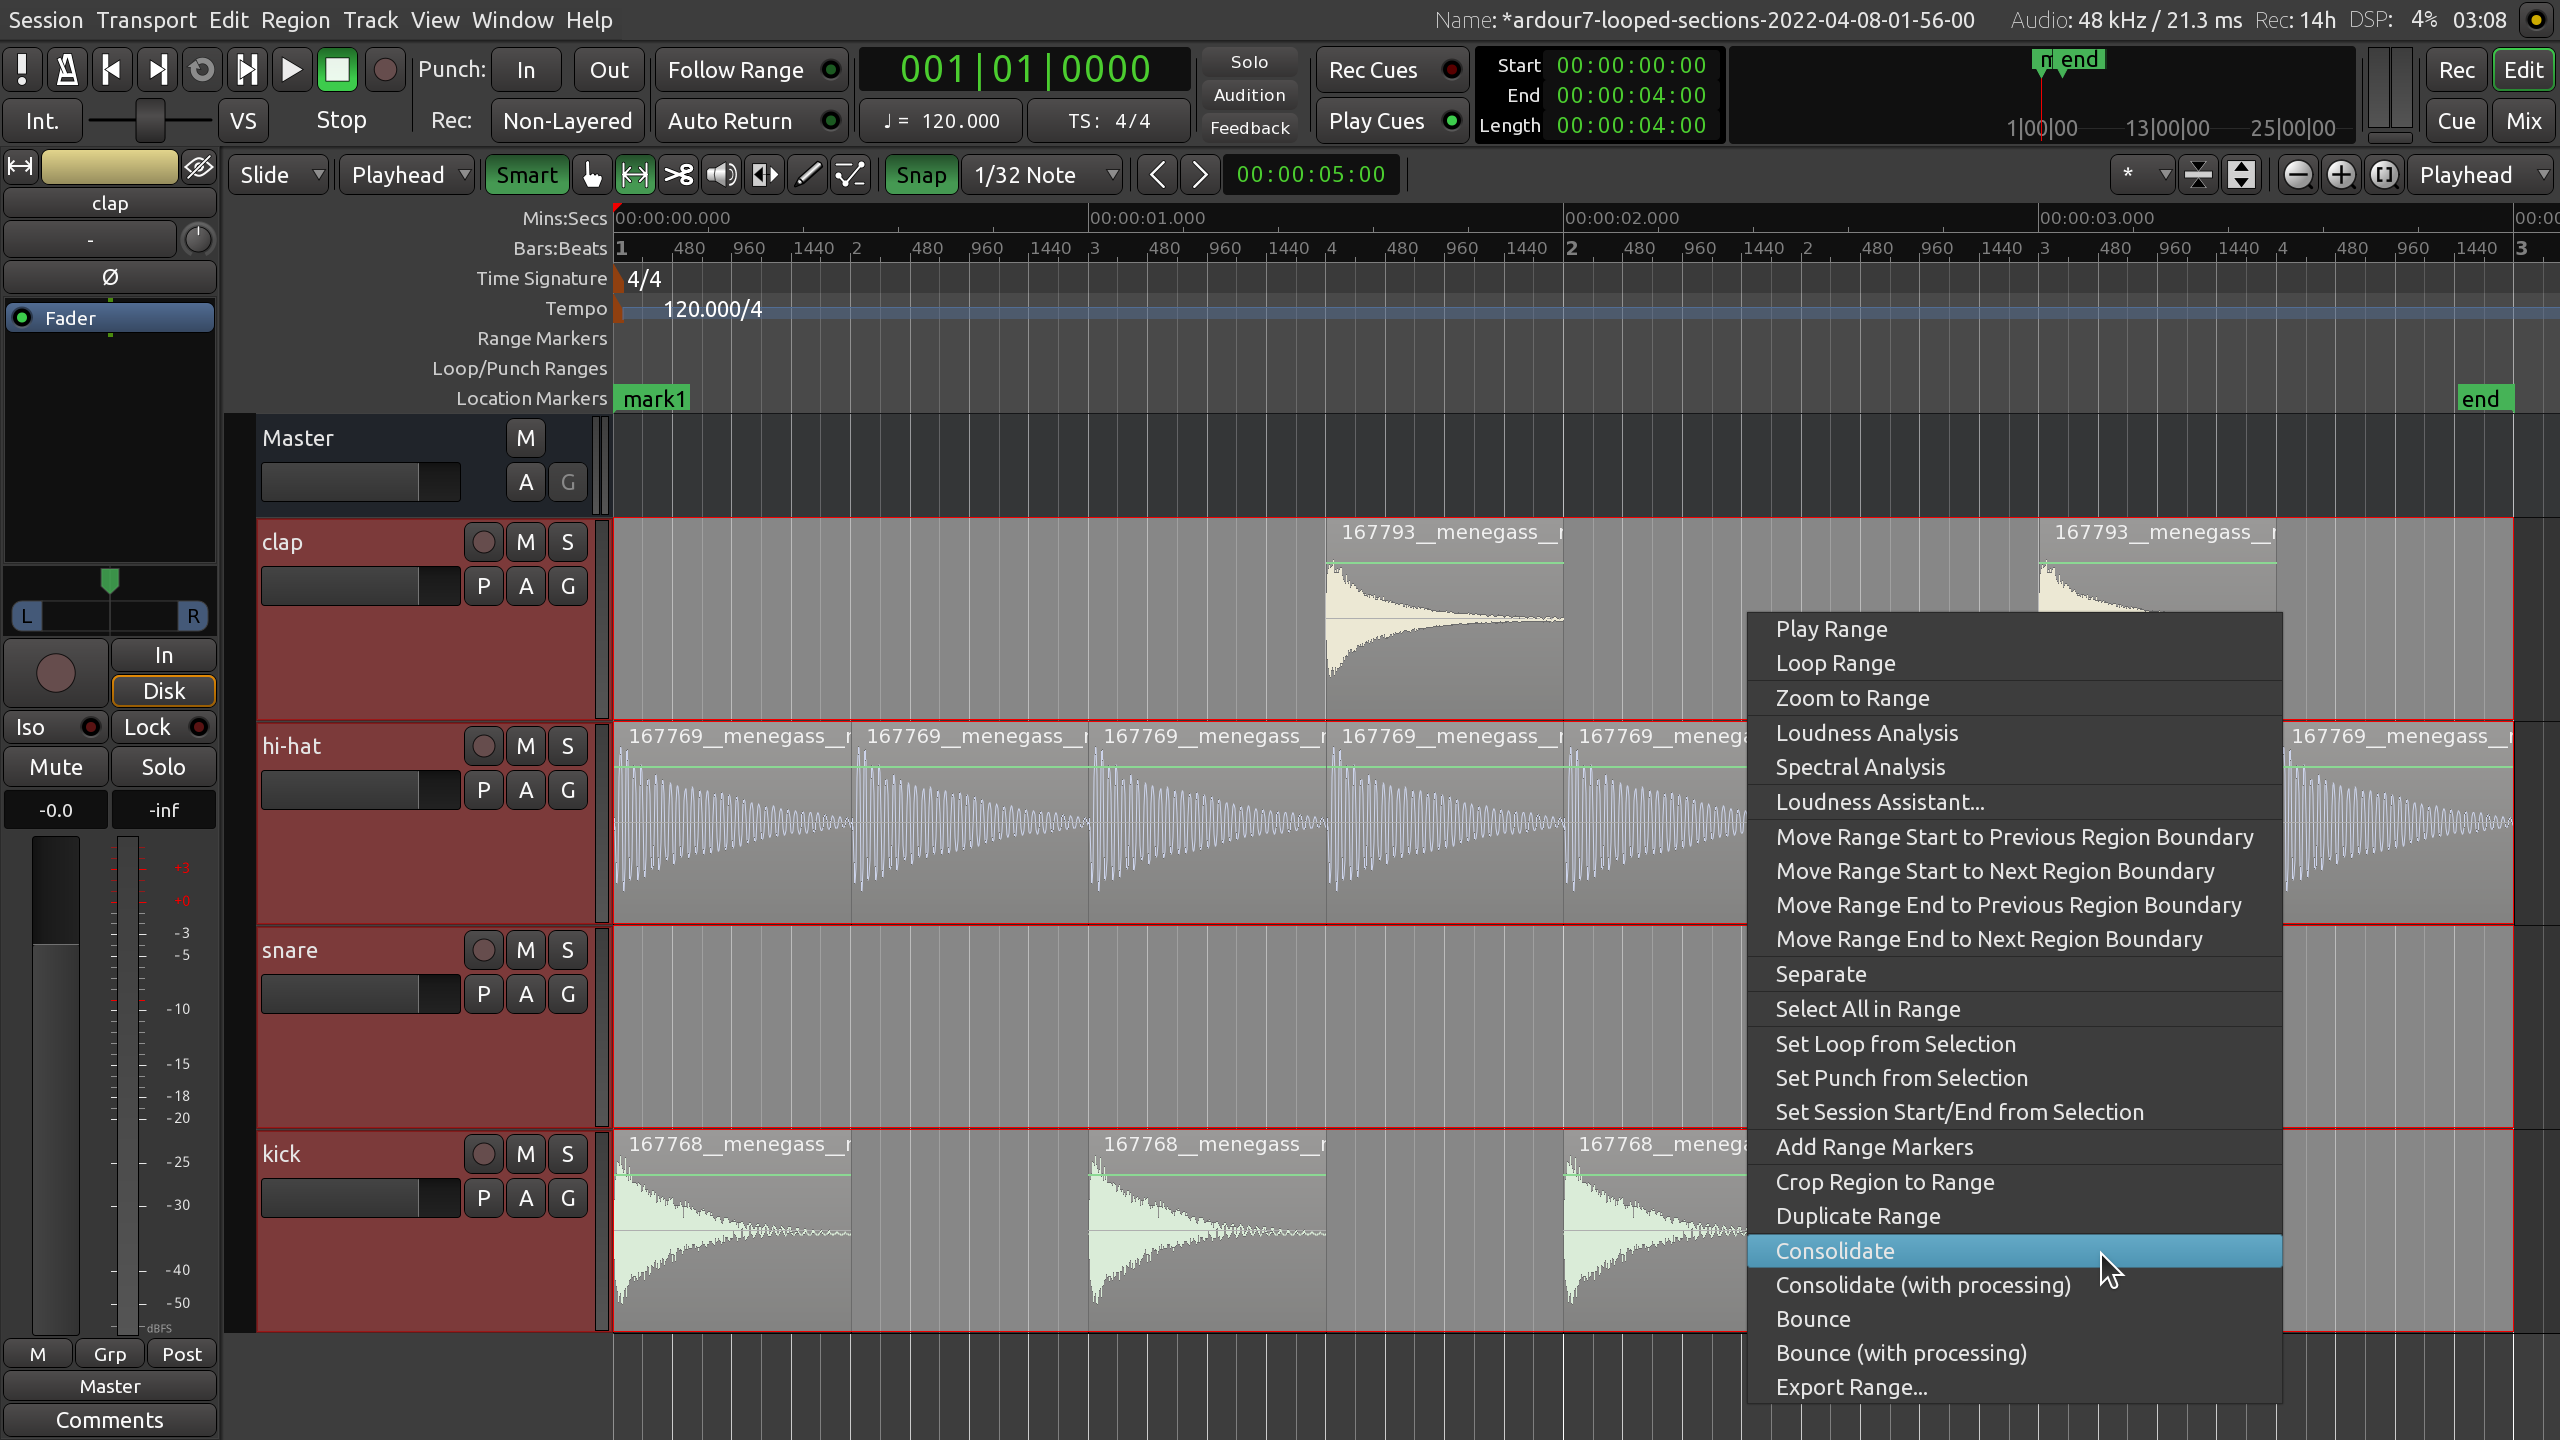 Session Transport Edit Region Track View Window Help
Name: *ardour7-looped-sections-2022-04-08-01-56-00 Audio: 48 kHz / 21.3 ms Rec: 14h DSP: 4% 03:08
Punch: In Out Follow Range 001|01|0000 Solo Rec Cues
Audition
Feedback
Start 00:00:00:00
End 00:00:04:00
Length 00:00:04:00
end
1|00|00 13|00|00 25|00|00
Rec Edit
Int. VS Stop Rec: Non-Layered Auto Return ♩ = 120.000 TS: 4/4 Play Cues Cue Mix
Slide Playhead Smart Snap 1/32 Note 00:00:05:00 * Playhead
clap
-
Ø
Fader
L R
In
Disk
Iso Lock
Mute Solo
-0.0 -inf
+3
+0
-3
-5
-10
-15
-18
-20
-25
-30
-40
-50
dBFS
M Grp Post
Master
Comments
Mins:Secs 00:00:00.000 00:00:01.000 00:00:02.000 00:00:03.000
Bars:Beats 1 480 960 1440 2 480 960 1440 3 480 960 1440 4 480 960 1440 2 480 960 1440 2 480 960 1440 3 480 960 1440 4 480 960 1440 3
Time Signature 4/4
Tempo 120.000/4
Range Markers
Loop/Punch Ranges
Location Markers mark1 end
Master M
A G
clap M S 167793__menegass__ 167793__menegass__
P A G
hi-hat M S 167769__menegass__ 167769__menegass__ 167769__menegass__ 167769__menegass__ 167769__menega 167769__menegass__
P A G
snare M S
P A G
kick M S 167768__menegass__ 167768__menegass__ 167768__menega
P A G
Play Range
Loop Range
Zoom to Range
Loudness Analysis
Spectral Analysis
Loudness Assistant...
Move Range Start to Previous Region Boundary
Move Range Start to Next Region Boundary
Move Range End to Previous Region Boundary
Move Range End to Next Region Boundary
Separate
Select All in Range
Set Loop from Selection
Set Punch from Selection
Set Session Start/End from Selection
Add Range Markers
Crop Region to Range
Duplicate Range
Consolidate
Consolidate (with processing)
Bounce
Bounce (with processing)
Export Range...